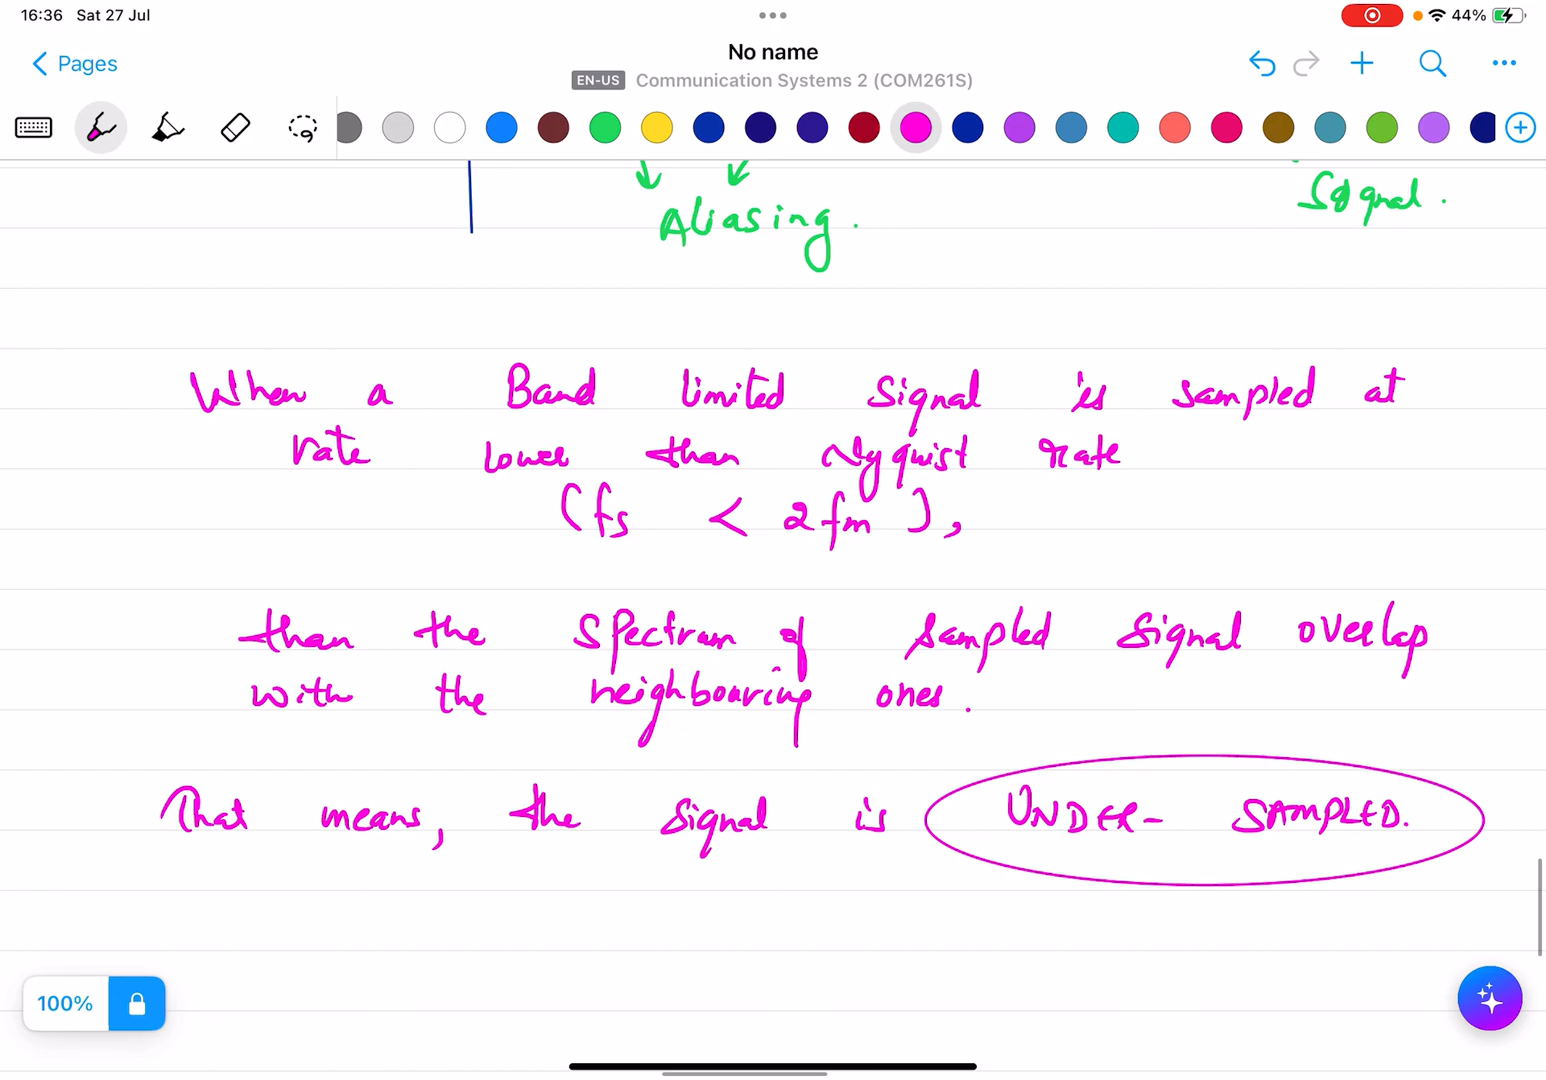 16:36 Sat 27 Jul
44%
Pages
No name
EN-US Communication Systems 2 (COM261S)
Signal.
Aliasing.
When a Band limited signal is sampled at
rate lower than Nyquist rate
(fs < 2fm),
than the spectrum of sampled signal overlap
with the neighbouring ones.
That means, the signal is UNDER- SAMPLED.
100%